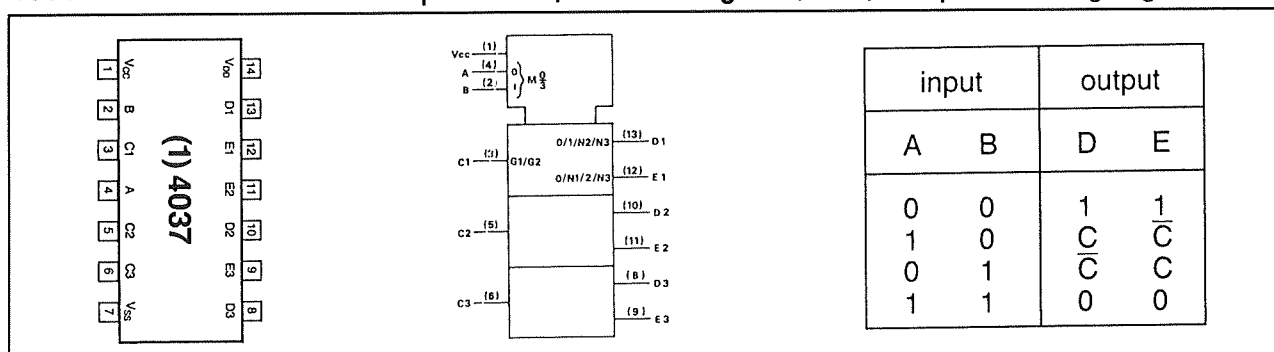 1 VCC VDD 14
2 B D1 13
3 C1 E1 12
4 A E2 11
5 C2 D2 10
6 C3 E3 9
7 VSS D3 8
(1) 4037
Vcc (1)
A (4) 0
B (2) 1
} M 0/3
C1 (3) G1/G2
0/1/N2/N3 (13) D1
0/N1/2/N3 (12) E1
(10) D2
C2 (5)
(11) E2
(8) D3
C3 (6)
(9) E3
input output
A B D E
0 0 1 1
1 0 C C̅
0 1 C̅ C
1 1 0 0